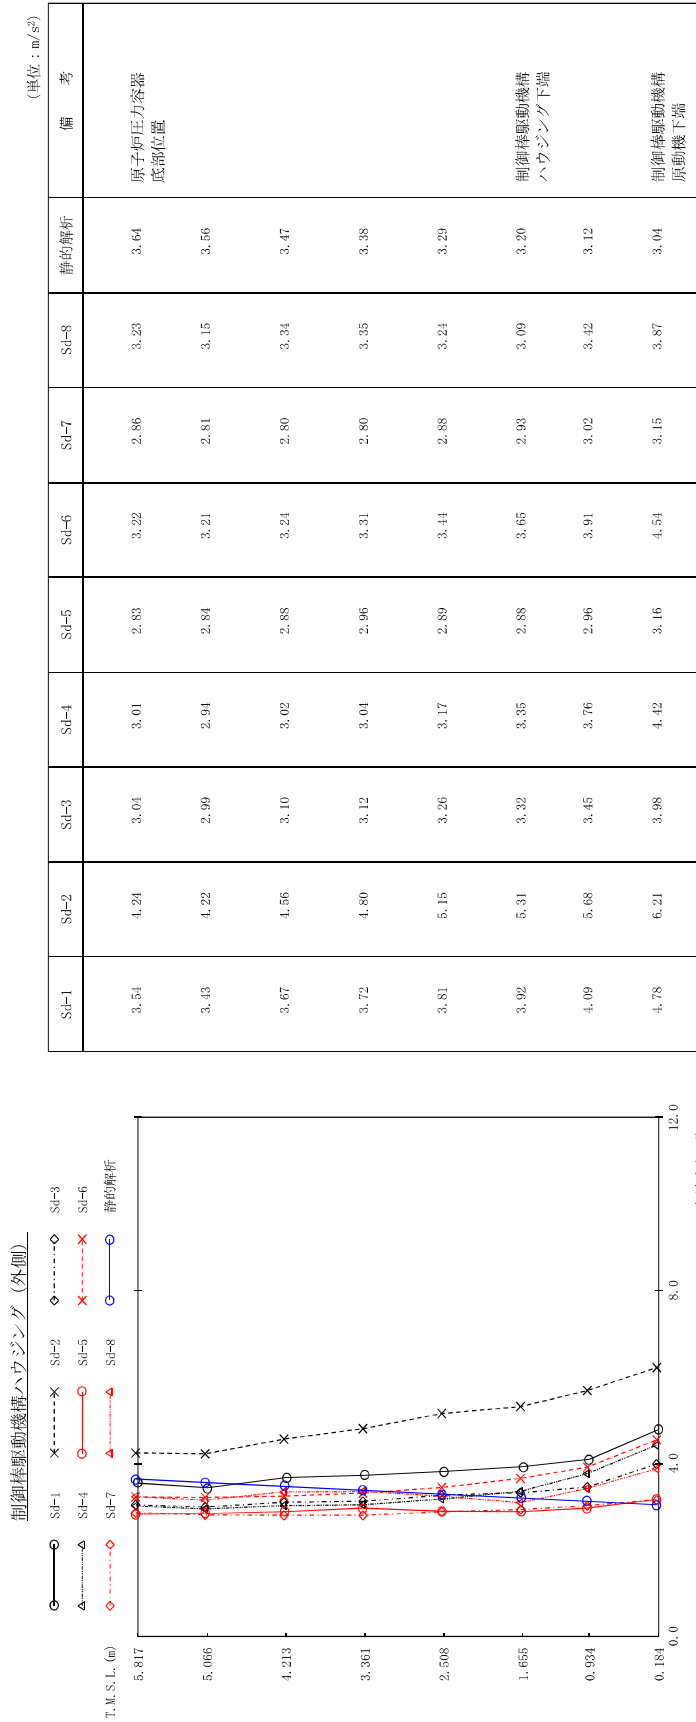 制御棒駆動機構ハウジング (外側)
Sd-1 Sd-2 Sd-3
Sd-4 Sd-5 Sd-6
Sd-7 Sd-8 静的解析
T.M.S.L.(m)
5.817
5.066
4.213
3.361
2.508
1.655
0.934
0.184
0.0 4.0 8.0 12.0
(単位：m/s²)
Sd-1 Sd-2 Sd-3 Sd-4 Sd-5 Sd-6 Sd-7 Sd-8 静的解析 備 考
3.54 4.24 3.04 3.01 2.83 3.22 2.86 3.23 3.64 原子炉圧力容器
底部位置
3.43 4.22 2.99 2.94 2.84 3.21 2.81 3.15 3.56
3.67 4.56 3.10 3.02 2.88 3.24 2.80 3.34 3.47
3.72 4.80 3.12 3.04 2.96 3.31 2.80 3.35 3.38
3.81 5.15 3.26 3.17 2.89 3.44 2.88 3.24 3.29
3.92 5.31 3.32 3.35 2.88 3.65 2.93 3.09 3.20 制御棒駆動機構
ハウジング下端
4.09 5.68 3.45 3.76 2.96 3.91 3.02 3.42 3.12
4.78 6.21 3.98 4.42 3.16 4.54 3.15 3.87 3.04 制御棒駆動機構
原動機下端